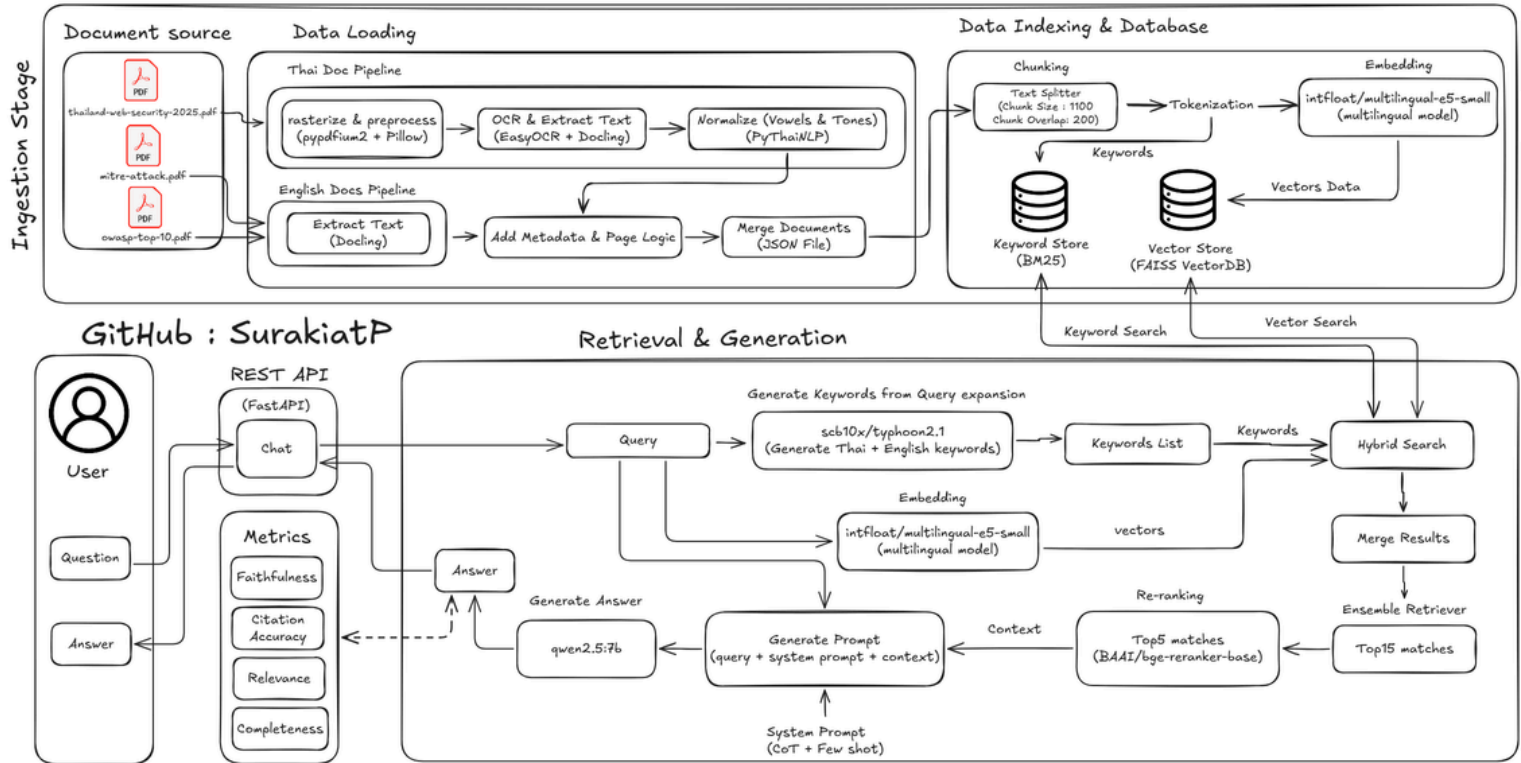 Ingestion Stage
Document source
PDF
thailand-web-security-2025.pdf
PDF
mitre-attack.pdf
PDF
owasp-top-10.pdf
Data Loading
Thai Doc Pipeline
rasterize & preprocess
(pypdfium2 + Pillow)
OCR & Extract Text
(EasyOCR + Docling)
Normalize (Vowels & Tones)
(PyThaiNLP)
English Docs Pipeline
Extract Text
(Docling)
Add Metadata & Page Logic
Merge Documents
(JSON File)
Data Indexing & Database
Chunking
Text Splitter
(Chunk Size : 1100
Chunk Overlap: 200)
Tokenization
Embedding
intfloat/multilingual-e5-small
(multilingual model)
Keywords
Vectors Data
Keyword Store
(BM25)
Vector Store
(FAISS VectorDB)
Keyword Search
Vector Search
GitHub : SurakiatP
User
Question
Answer
REST API
(FastAPI)
Chat
Metrics
Faithfulness
Citation
Accuracy
Relevance
Completeness
Retrieval & Generation
Query
Generate Keywords from Query expansion
scb10x/typhoon2.1
(Generate Thai + English keywords)
Keywords List
Keywords
Hybrid Search
Embedding
intfloat/multilingual-e5-small
(multilingual model)
vectors
Merge Results
Ensemble Retriever
Top15 matches
Re-ranking
Top5 matches
(BAAI/bge-reranker-base)
Context
Generate Prompt
(query + system prompt + context)
System Prompt
(CoT + Few shot)
Generate Answer
qwen2.5:7b
Answer